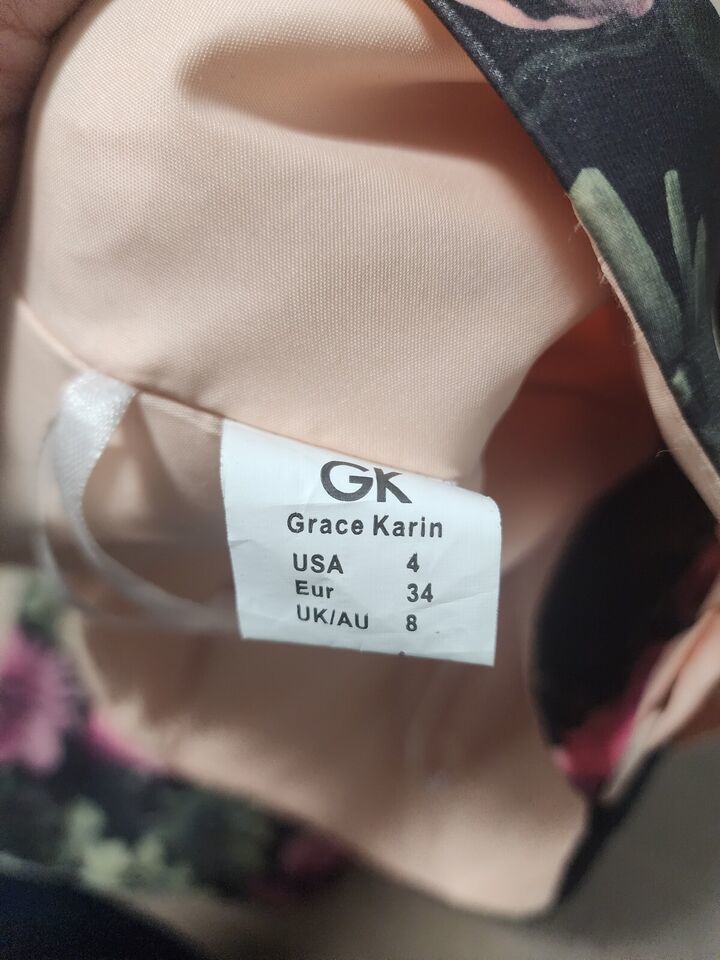 GK
Grace Karin
USA 4
Eur 34
UK/AU 8